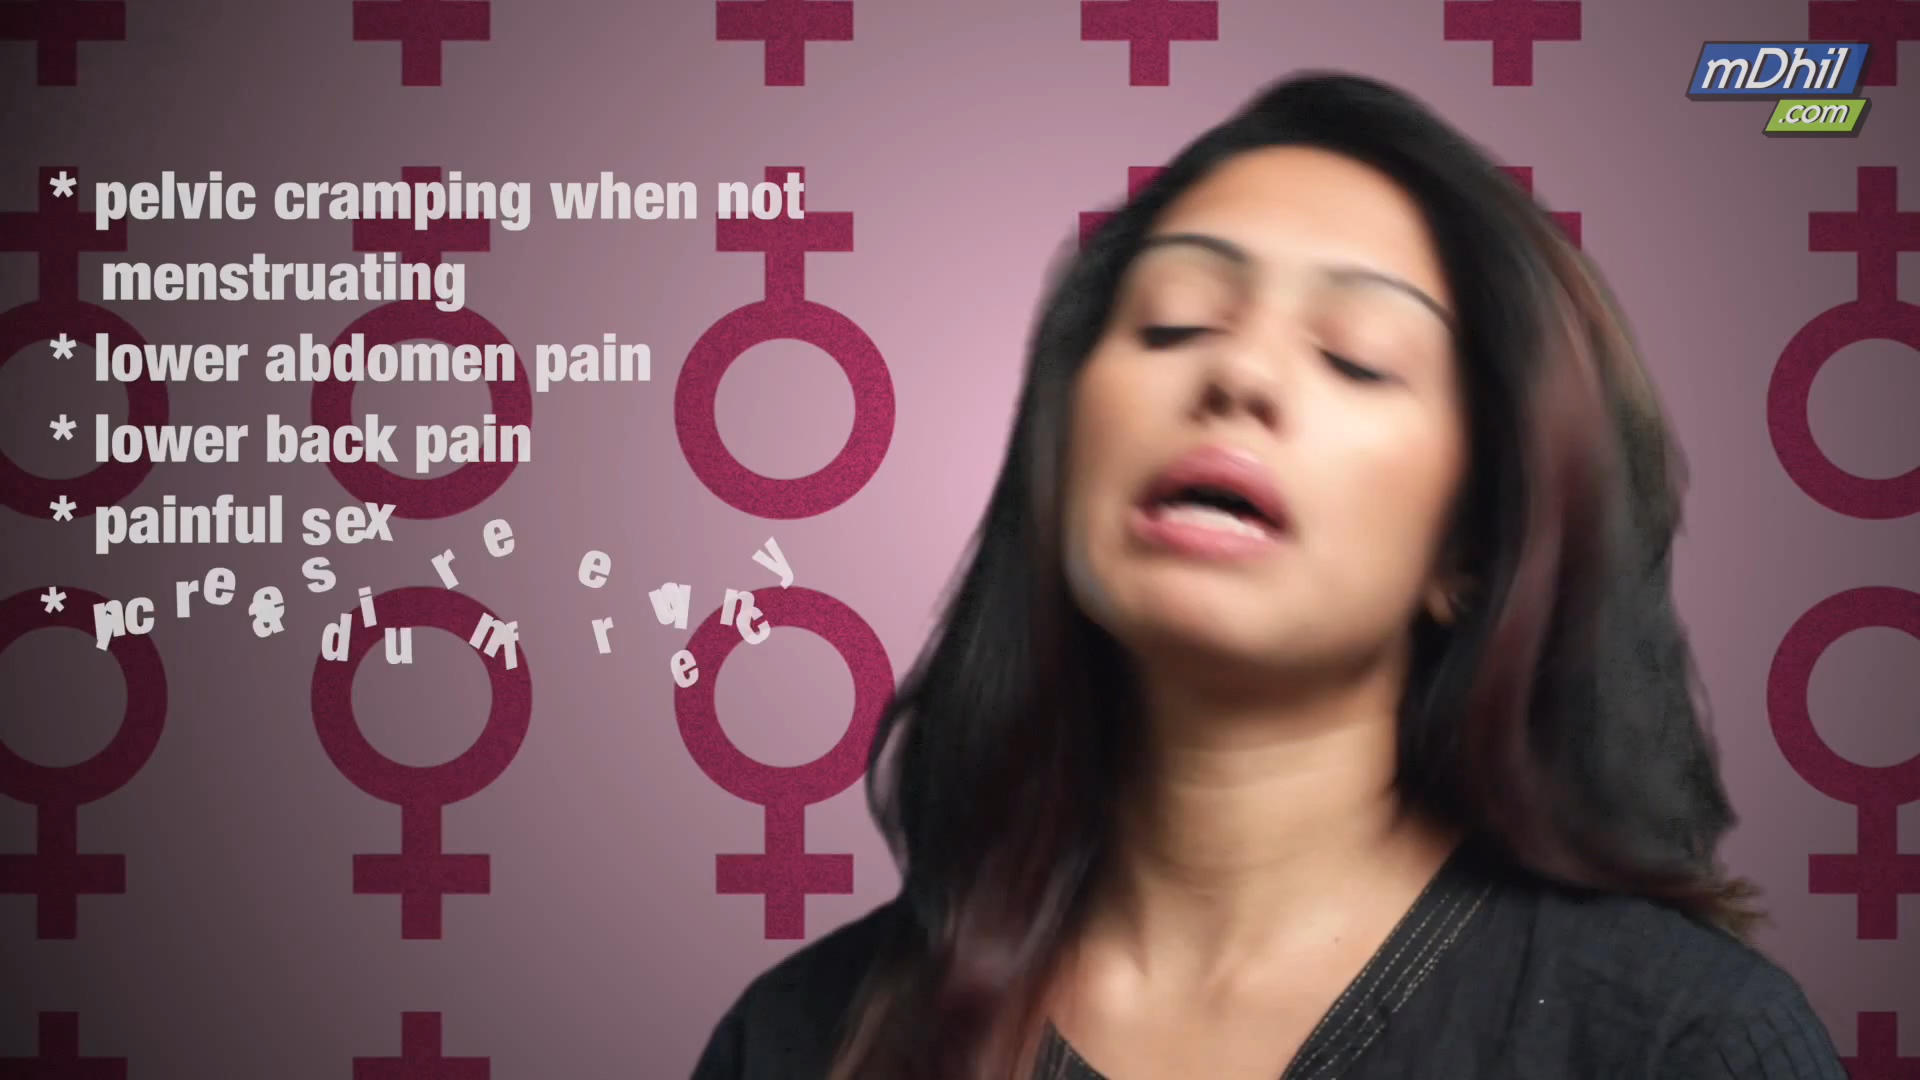 mDhil
.com
* pelvic cramping when not
menstruating
* lower abdomen pain
* lower back pain
* painful sex
*